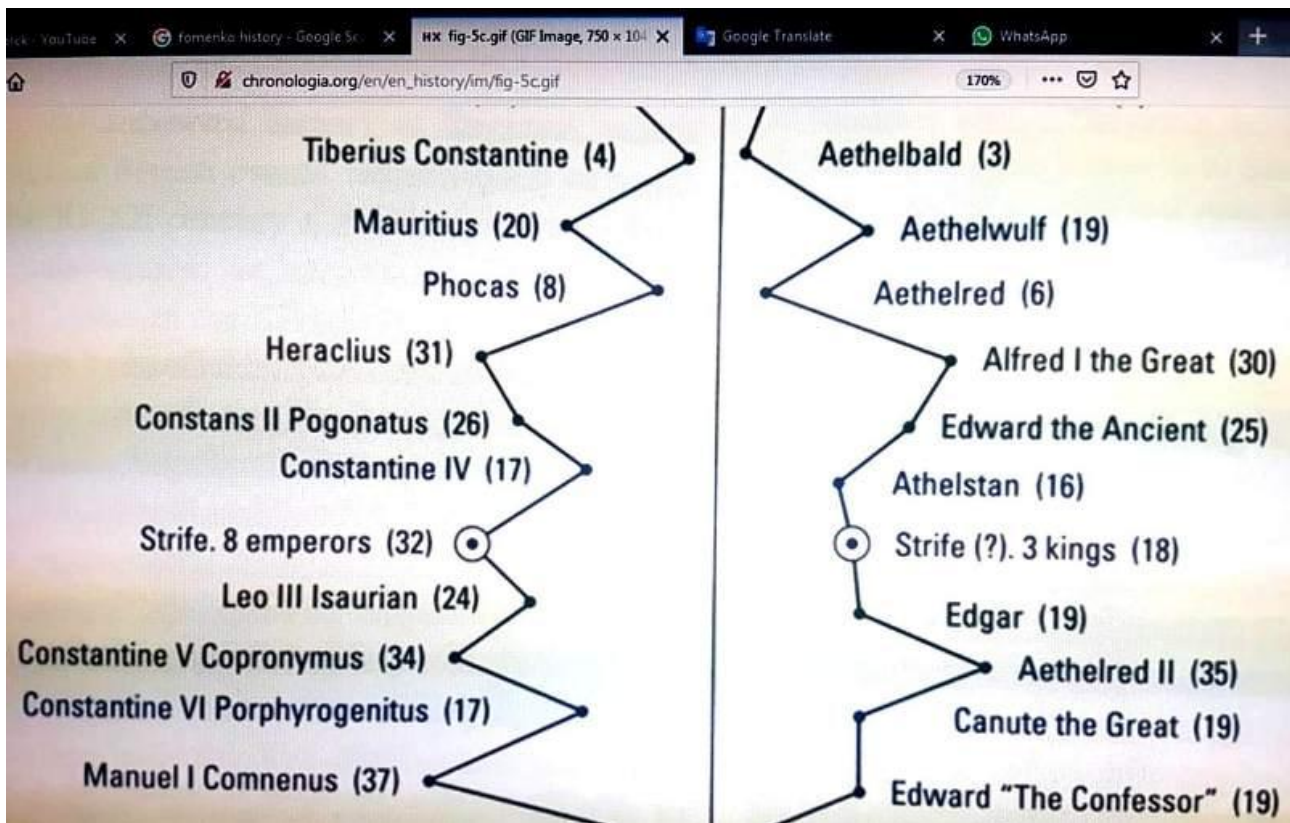 YouTube
fomenko history - Google Se
HX fig-5c.gif (GIF Image, 750 × 104
Google Translate
WhatsApp
chronologia.org/en/en_history/im/fig-5c.gif
170%
Tiberius Constantine (4)
Aethelbald (3)
Mauritius (20)
Aethelwulf (19)
Phocas (8)
Aethelred (6)
Heraclius (31)
Alfred I the Great (30)
Constans II Pogonatus (26)
Edward the Ancient (25)
Constantine IV (17)
Athelstan (16)
Strife. 8 emperors (32)
Strife (?). 3 kings (18)
Leo III Isaurian (24)
Edgar (19)
Constantine V Copronymus (34)
Aethelred II (35)
Constantine VI Porphyrogenitus (17)
Canute the Great (19)
Manuel I Comnenus (37)
Edward "The Confessor" (19)